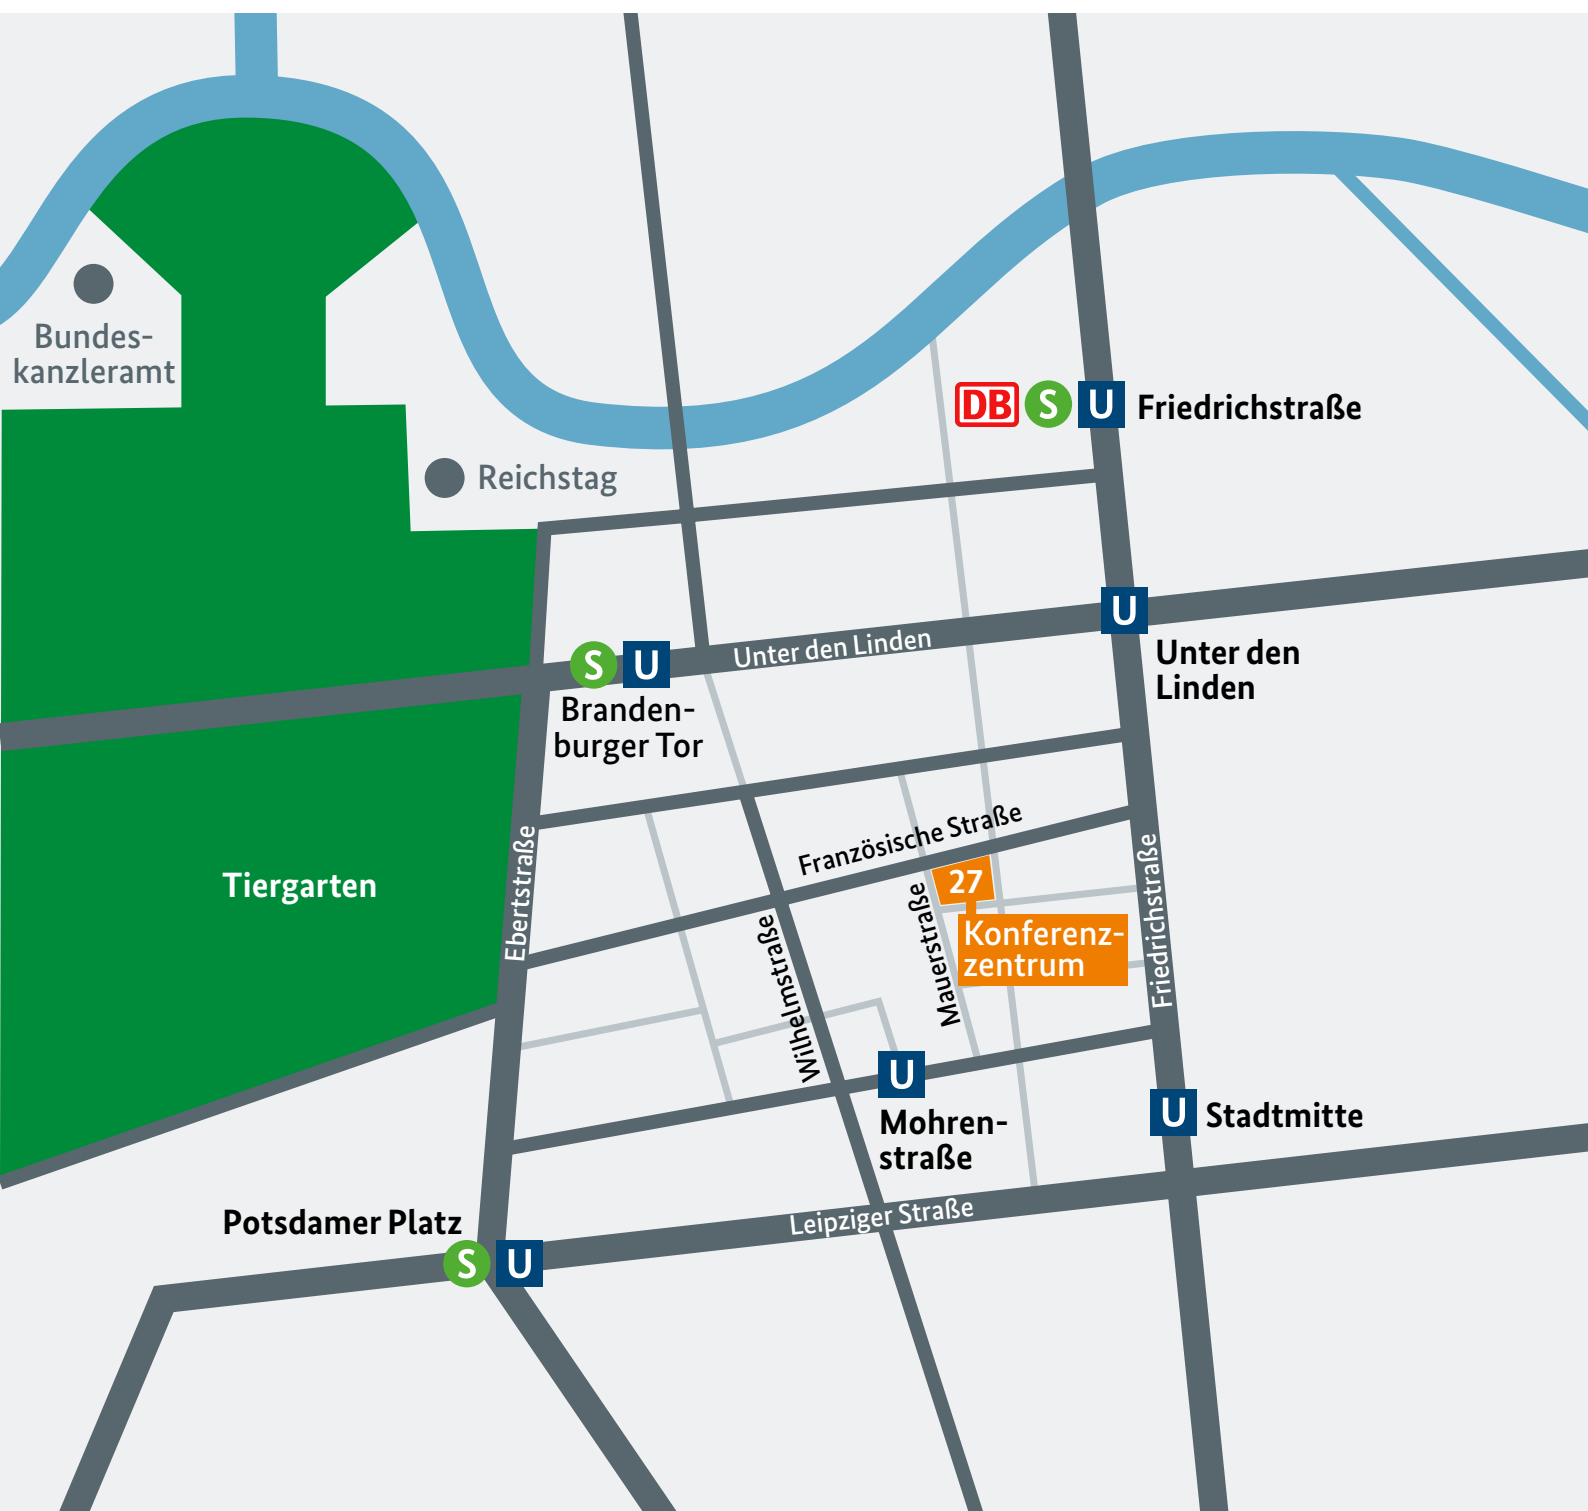 Bundes-
kanzleramt
DB S U Friedrichstraße
Reichstag
U
Unter den
Linden
S U
Unter den Linden
Branden-
burger Tor
Französische Straße
Ebertstraße
Friedrichstraße
Tiergarten
27
Mauerstraße
Wilhelmstraße
Konferenz-
zentrum
U
Mohren-
straße
U Stadtmitte
Potsdamer Platz
S U
Leipziger Straße